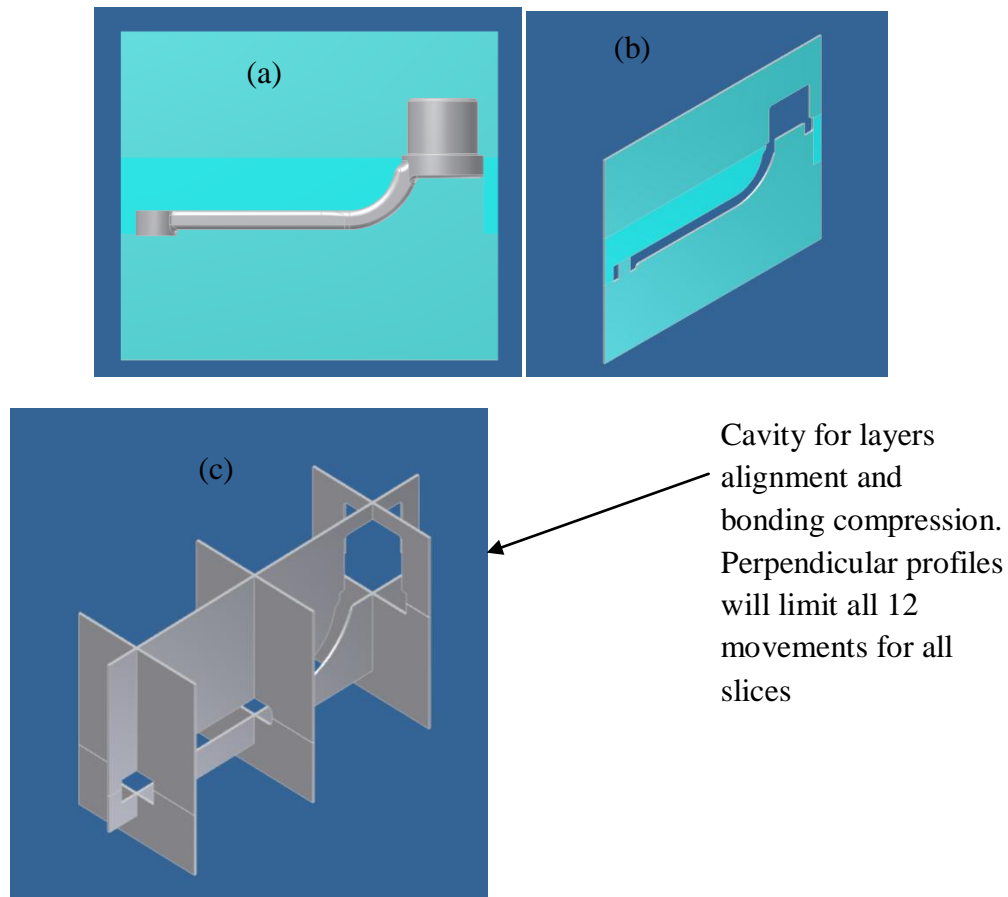 (a)
(b)
(c)
Cavity for layers
alignment and
bonding compression.
Perpendicular profiles
will limit all 12
movements for all
slices